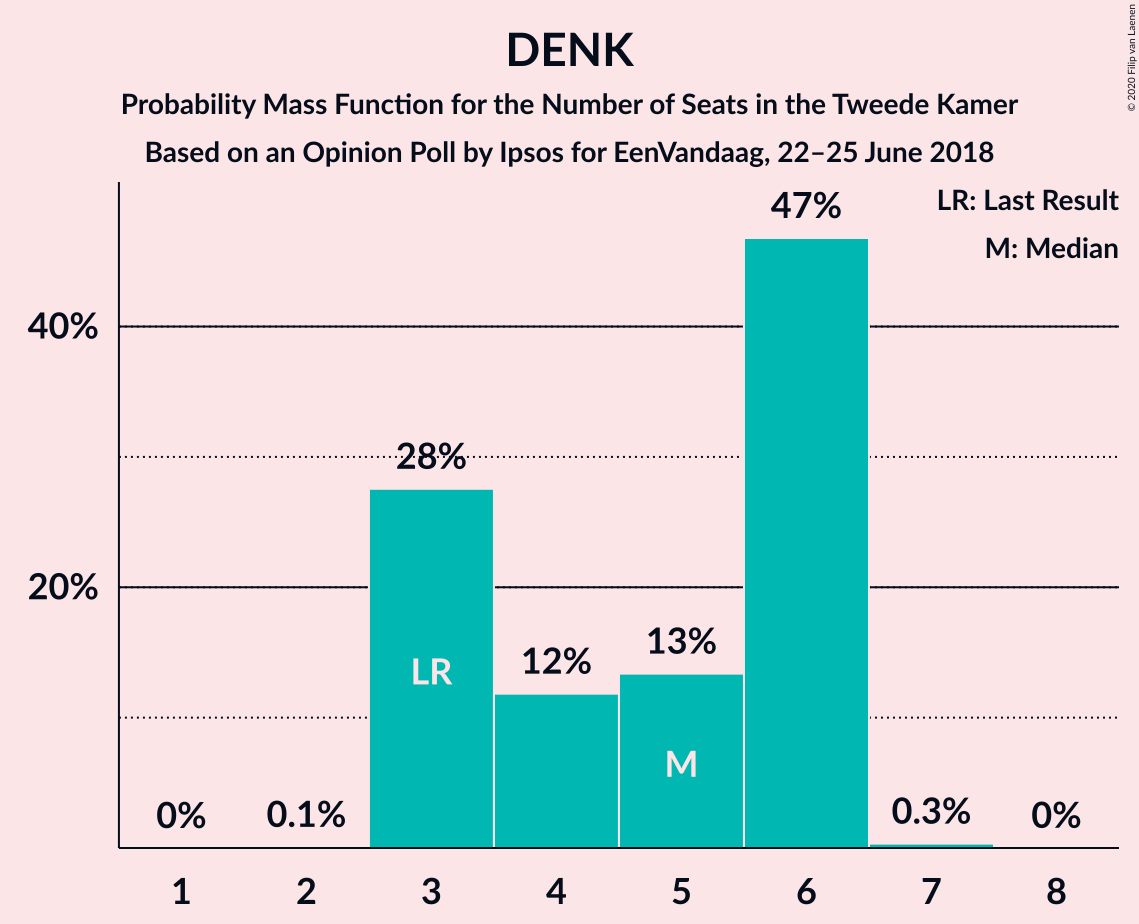 DENK
Probability Mass Function for the Number of Seats in the Tweede Kamer
Based on an Opinion Poll by Ipsos for EenVandaag, 22–25 June 2018
© 2020 Filip van Laenen
LR: Last Result
M: Median
40%
20%
0%
0.1%
28%
12%
13%
47%
0.3%
0%
LR
M
1 2 3 4 5 6 7 8